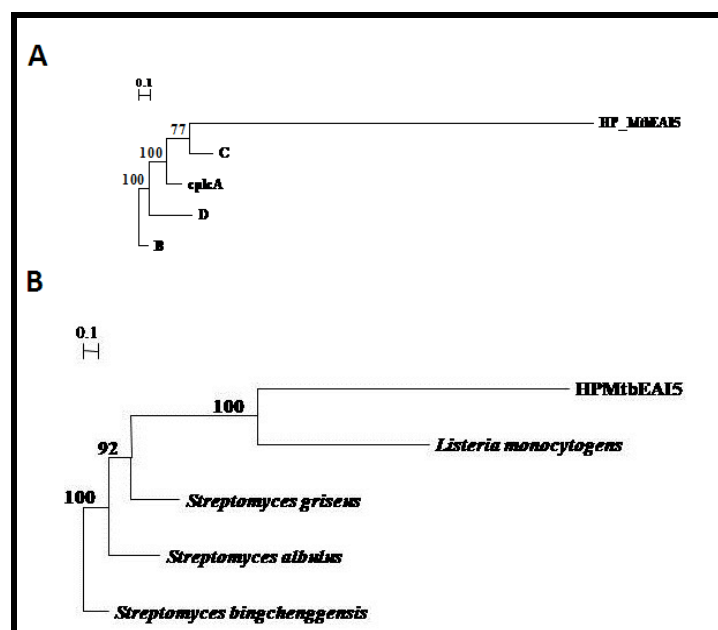 A
0.1
77
HP_MtbEAI5
100
C
cplcA
100
D
B
B
0.1
HPMtbEAI5
100
Listeria monocytogens
92
Streptomyces griseus
100
Streptomyces albulus
Streptomyces bingchenggensis